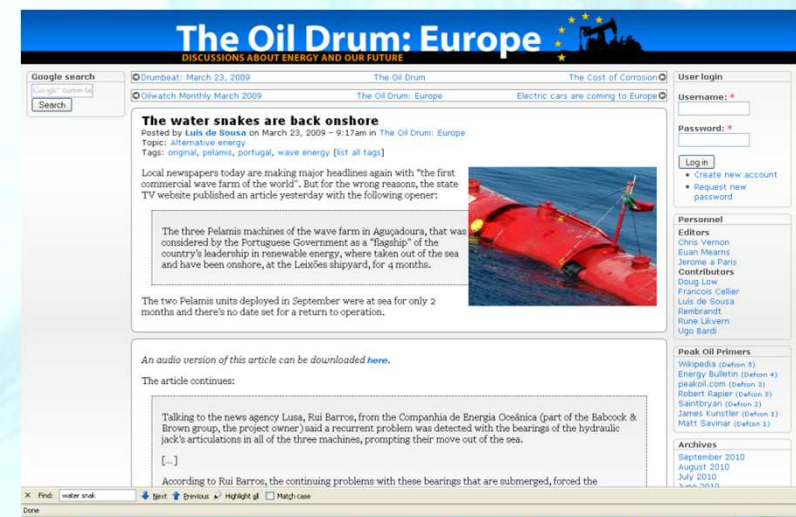 The Oil Drum: Europe
DISCUSSIONS ABOUT ENERGY AND OUR FUTURE
Google search
Search
Drumbeat: March 23, 2009 The Oil Drum The Cost of Corrosion
Oilwatch Monthly March 2009 The Oil Drum: Europe Electric cars are coming to Europe
The water snakes are back onshore
Posted by Luis de Sousa on March 23, 2009 - 9:17am in The Oil Drum: Europe
Topic: Alternative energy
Tags: original, pelamis, portugal, wave energy [list all tags]
Local newspapers today are making major headlines again with "the first
commercial wave farm of the world". But for the wrong reasons, the state
TV website published an article yesterday with the following opener:
The three Pelamis machines of the wave farm in Aguçadoura, that was
considered by the Portuguese Government as a "flagship" of the
country's leadership in renewable energy, where taken out of the sea
and have been onshore, at the Leixões shipyard, for 4 months.
The two Pelamis units deployed in September were at sea for only 2
months and there's no date set for a return to operation.
An audio version of this article can be downloaded here.
The article continues:
Talking to the news agency Lusa, Rui Barros, from the Companhia de Energia Oceânica (part of the Babcock &
Brown group, the project owner) said a recurrent problem was detected with the bearings of the hydraulic
jack's articulations in all of the three machines, prompting their move out of the sea.
[...]
According to Rui Barros, the continuing problems with these bearings that are submerged, forced the
User login
Username: *
Password: *
Log in
Create new account
Request new
password
Personnel
Editors
Chris Vernon
Euan Mearns
Jerome a Paris
Contributors
Doug Low
Francois Cellier
Luis de Sousa
Rembrandt
Rune Likvern
Ugo Bardi
Peak Oil Primers
Wikipedia (Defcon 5)
Energy Bulletin (Defcon 4)
peakoil.com (Defcon 3)
Robert Rapier (Defcon 3)
Saintbryan (Defcon 2)
James Kunstler (Defcon 1)
Matt Savinar (Defcon 1)
Archives
September 2010
August 2010
July 2010
June 2010
Find: water snak Next Previous Highlight all Match case
Done